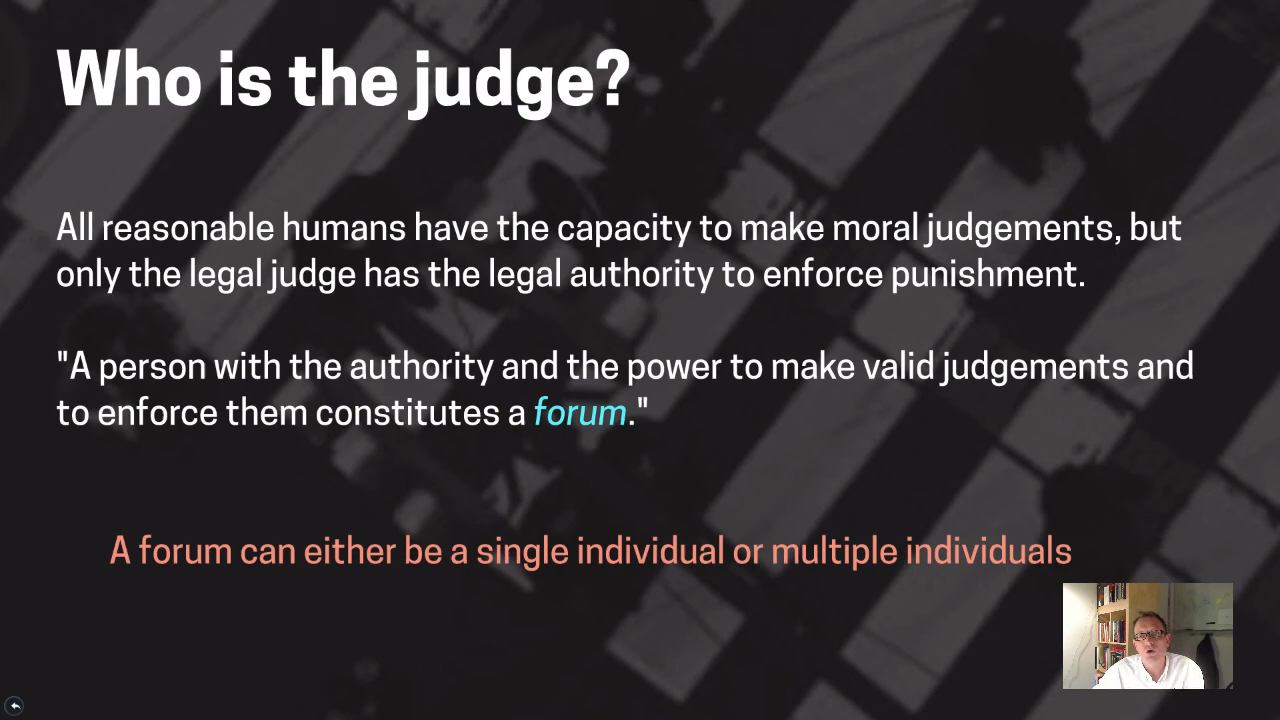 Who is the judge?
All reasonable humans have the capacity to make moral judgements, but
only the legal judge has the legal authority to enforce punishment.
"A person with the authority and the power to make valid judgements and
to enforce them constitutes a forum."
A forum can either be a single individual or multiple individuals